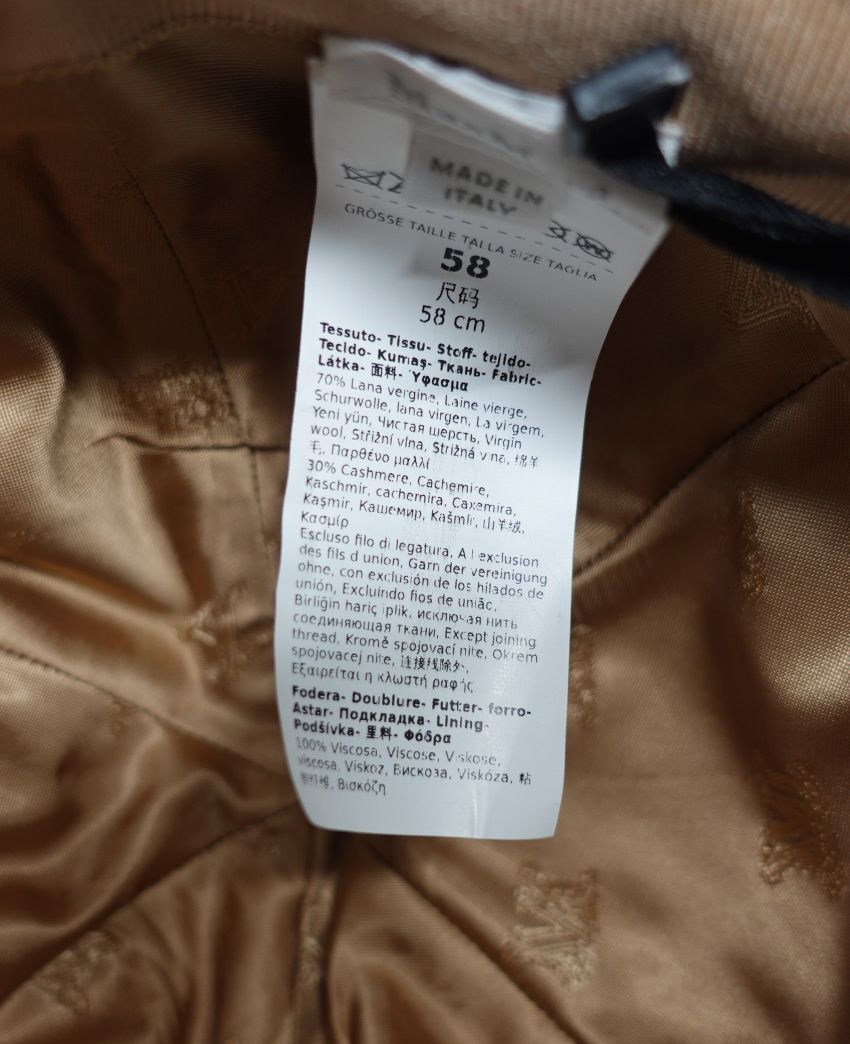 MADE IN
ITALY
GRÖSSE TAILLE TALLA SIZE TAGLIA
58
尺码
58 cm
Tessuto- Tissu- Stoff- tejido-
Tecido- Kumaş- Ткань- Fabric-
Látka- 面料- Ύφασμα
70% Lana vergine, Laine vierge,
Schurwolle, lana virgen, La virgem,
Yeni yün, Чистая шерсть, Virgin
wool, Střižní vlna, Strižná vlna, 绵羊
毛, Παρθένο μαλλί
30% Cashmere, Cachemire,
Kaschmir, cachemira, Caxemira,
Kaşmir, Кашемир, Kašmír, 山羊绒,
Κασμίρ
Escluso filo di legatura, A l exclusion
des fils d union, Garn der vereinigung
ohne, con exclusión de los hilados de
unión, Excluindo fios de união,
Birliğin hariç iplik, исключая нить
соединяющая ткани, Except joining
thread, Kromě spojovací nite, Okrem
spojovacej nite, 连接线除外,
Εξαιρείται η κλωστή ραφής
Fodera- Doublure- Futter- forro-
Astar- Подкладка- Lining-
Podšívka- 里料- Φόδρα
100% Viscosa, Viscose, Viskose,
viscosa, Viskoz, Вискоза, Viskóza, 粘
胶纤维, Βισκόζη